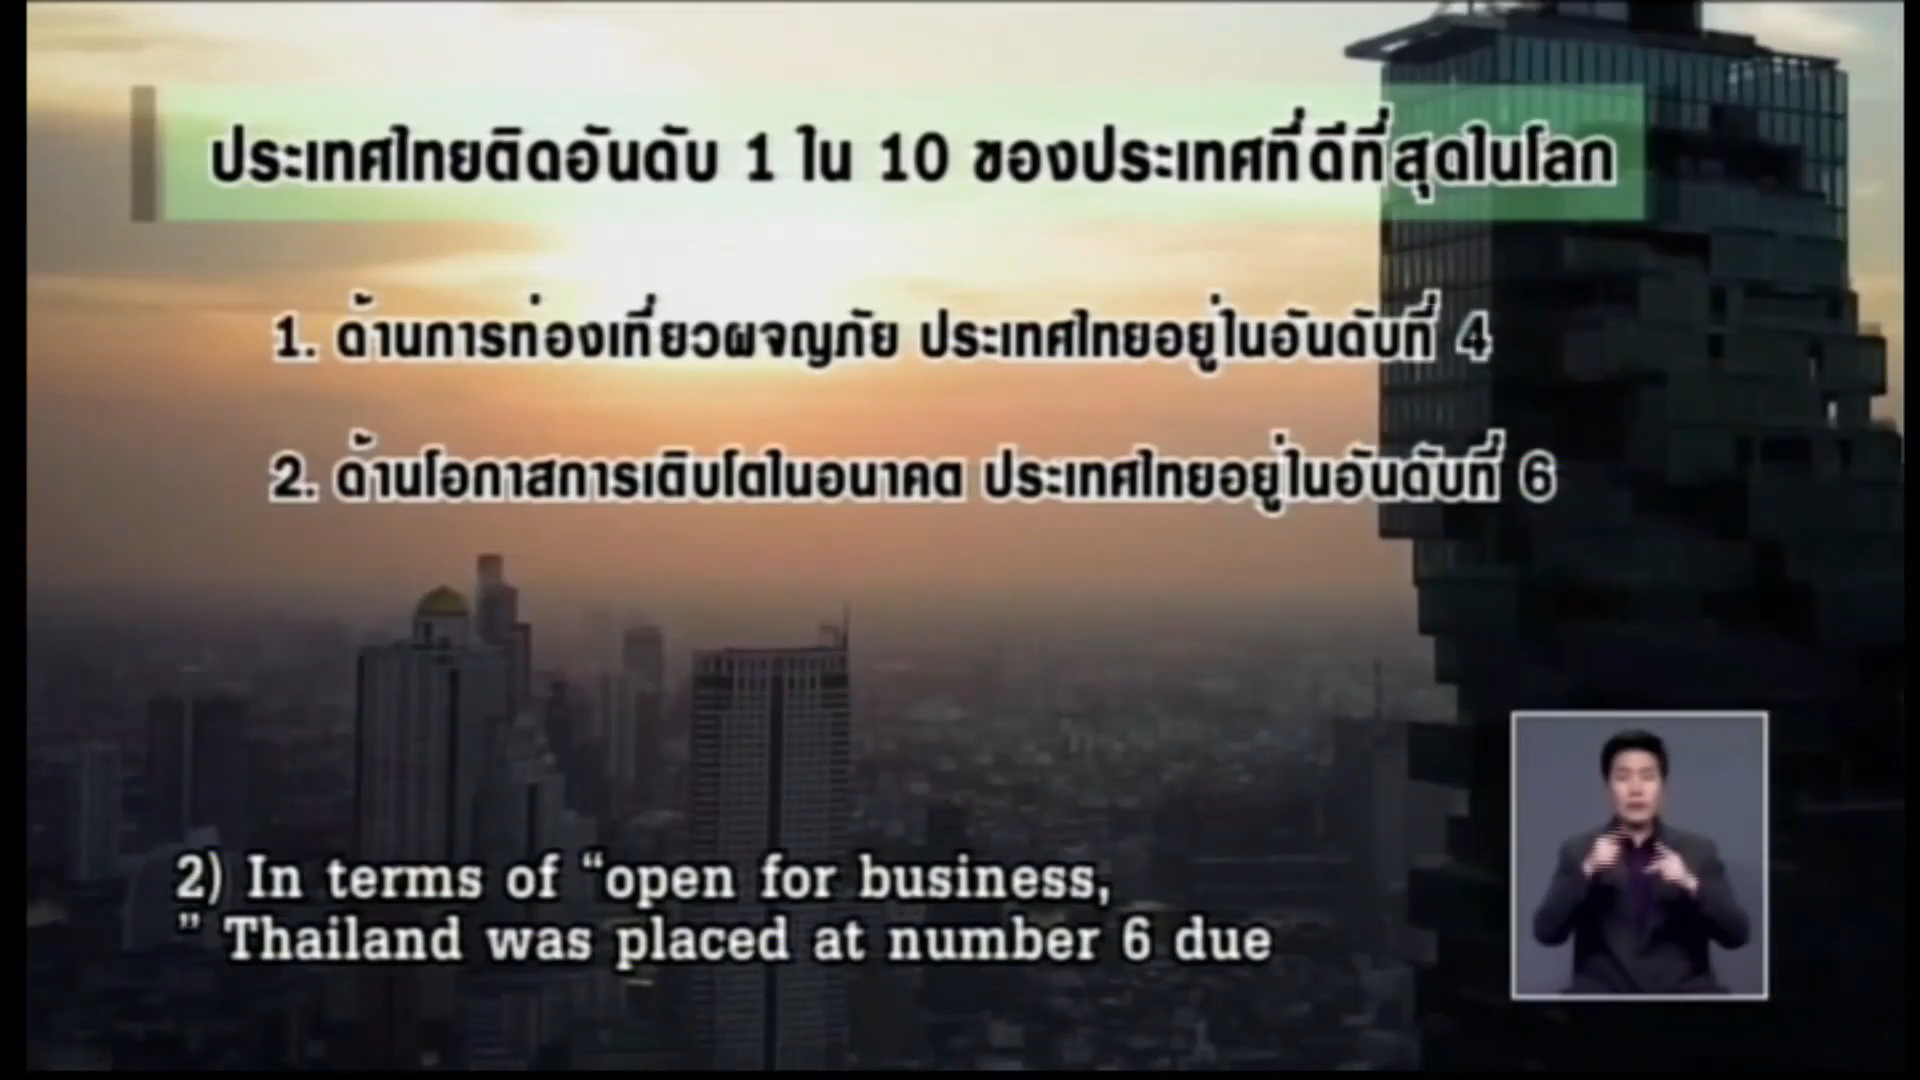 ประเทศไทยติดอันดับ 1 ใน 10 ของประเทศที่ดีที่สุดในโลก
1. ด้านการท่องเที่ยวผจญภัย ประเทศไทยอยู่ในอันดับที่ 4
2. ด้านโอกาสการเติบโตในอนาคต ประเทศไทยอยู่ในอันดับที่ 6
2) In terms of “open for business,
” Thailand was placed at number 6 due